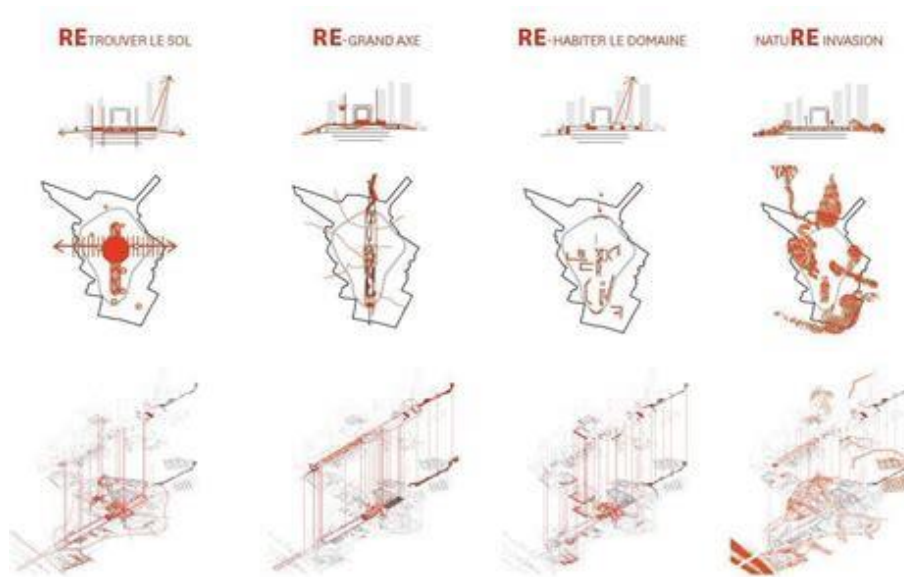 RETROUVER LE SOL
RE-GRAND AXE
RE-HABITER LE DOMAINE
NATURE INVASION